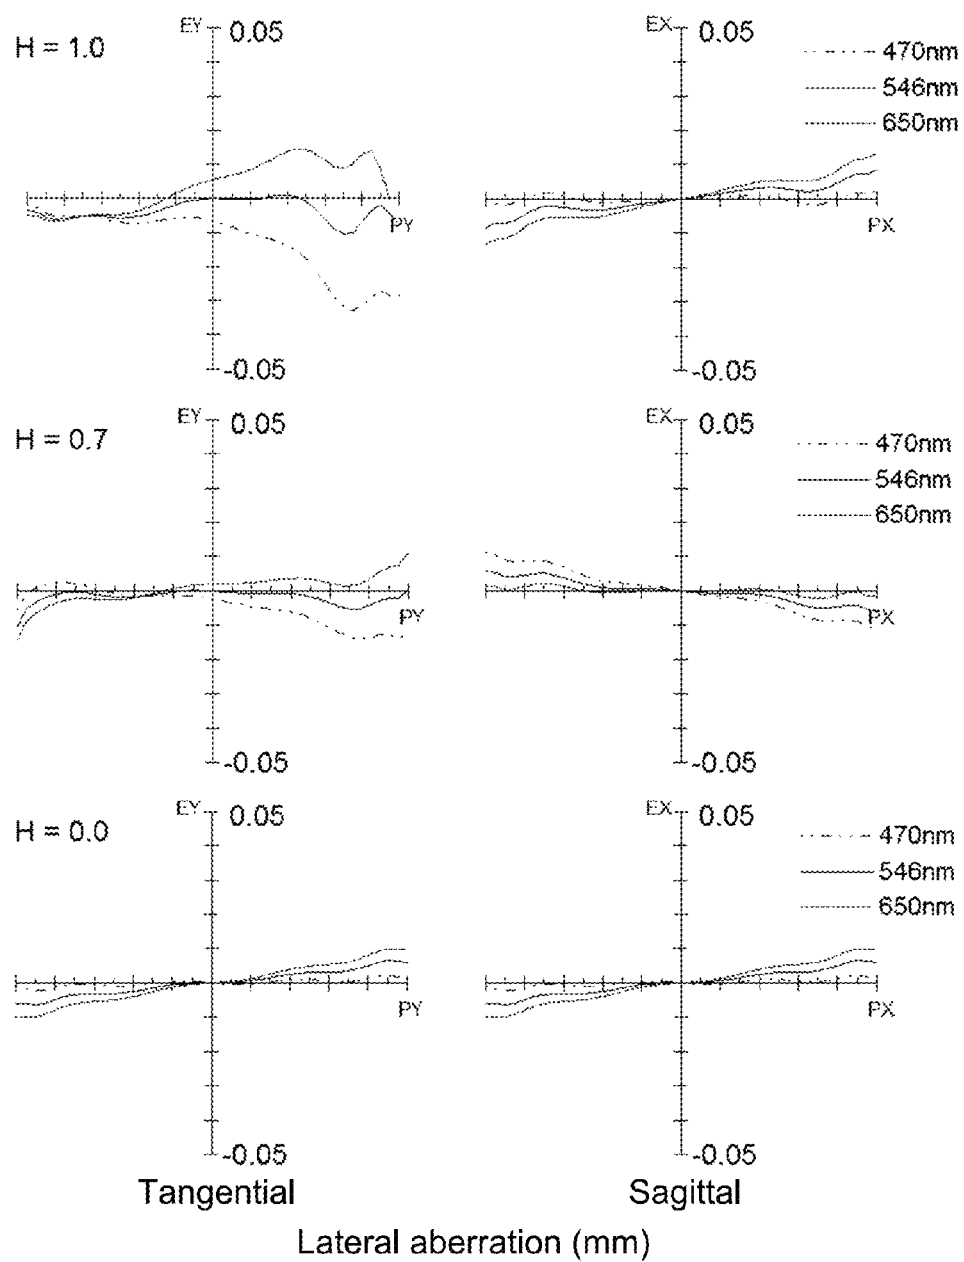 H = 1.0
EY
0.05
PY
-0.05
EX
0.05
470nm
546nm
650nm
PX
-0.05
H = 0.7
EY
0.05
PY
-0.05
EX
0.05
470nm
546nm
650nm
PX
-0.05
H = 0.0
EY
0.05
PY
-0.05
EX
0.05
470nm
546nm
650nm
PX
-0.05
Tangential
Sagittal
Lateral aberration (mm)